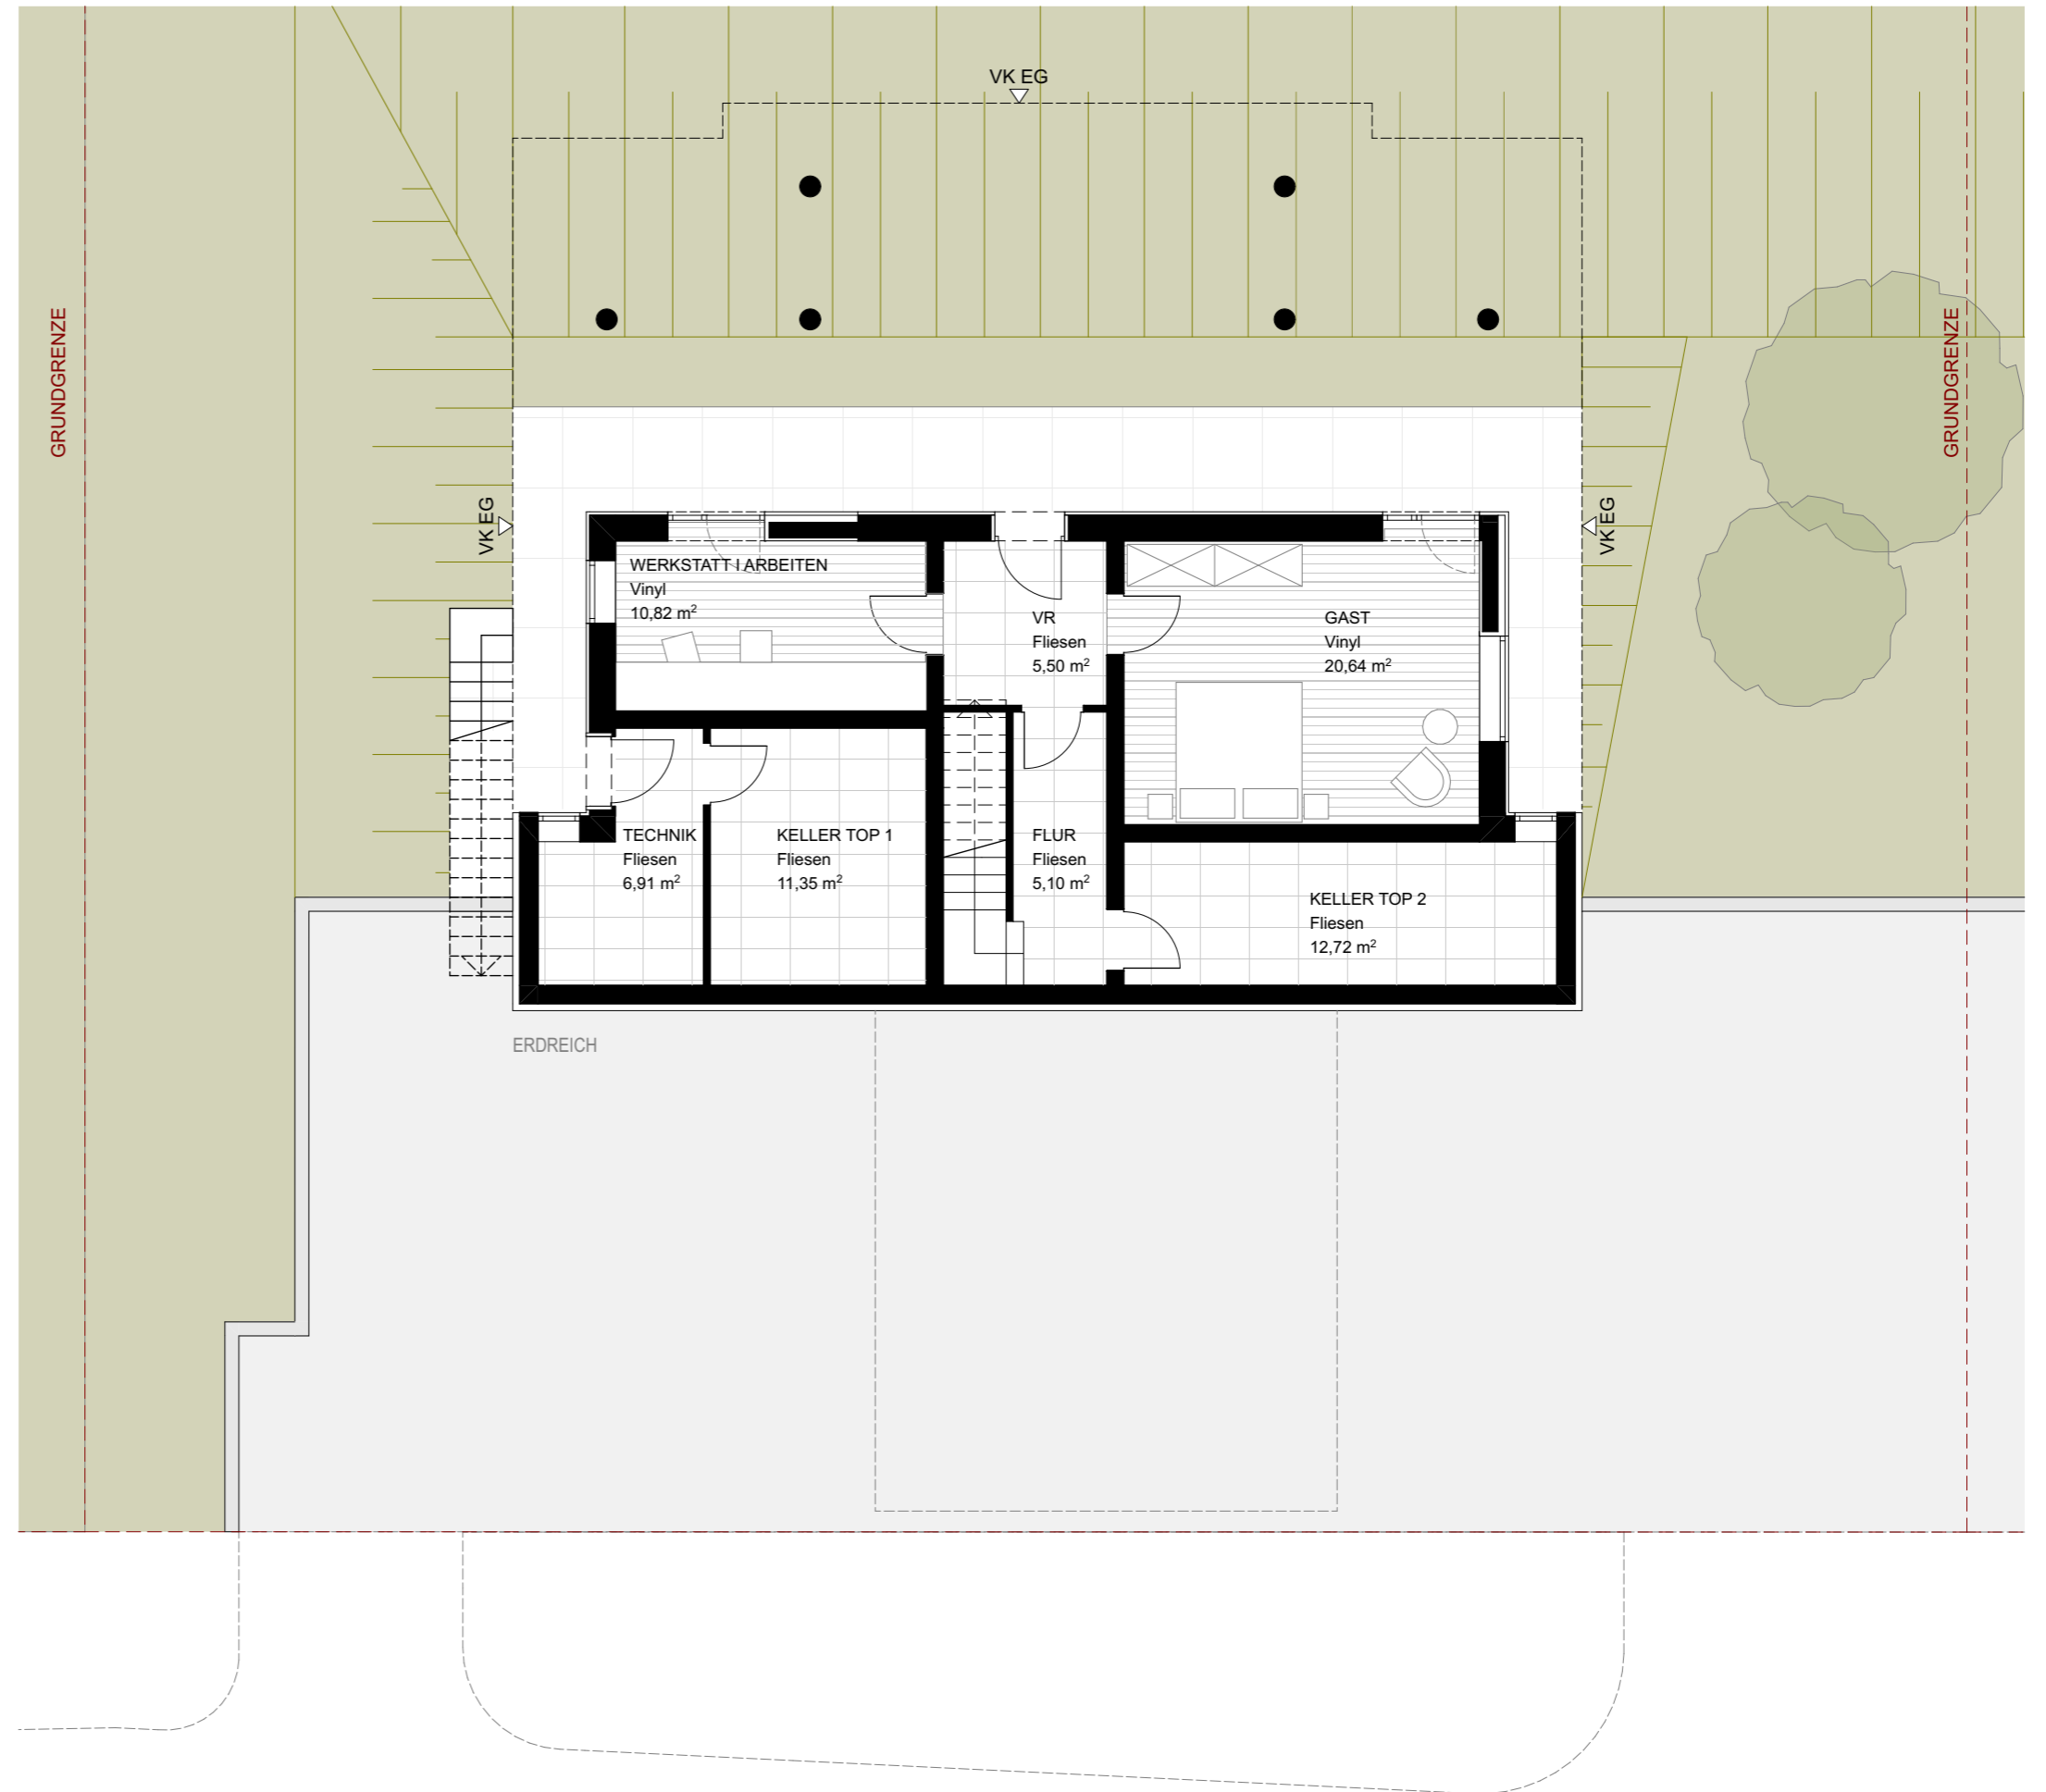 VK EG
GRUNDGRENZE
GRUNDGRENZE
VK EG
VK EG
WERKSTATT I ARBEITEN
Vinyl
10,82 m²
VR
Fliesen
5,50 m²
GAST
Vinyl
20,64 m²
TECHNIK
Fliesen
6,91 m²
KELLER TOP 1
Fliesen
11,35 m²
FLUR
Fliesen
5,10 m²
KELLER TOP 2
Fliesen
12,72 m²
ERDREICH